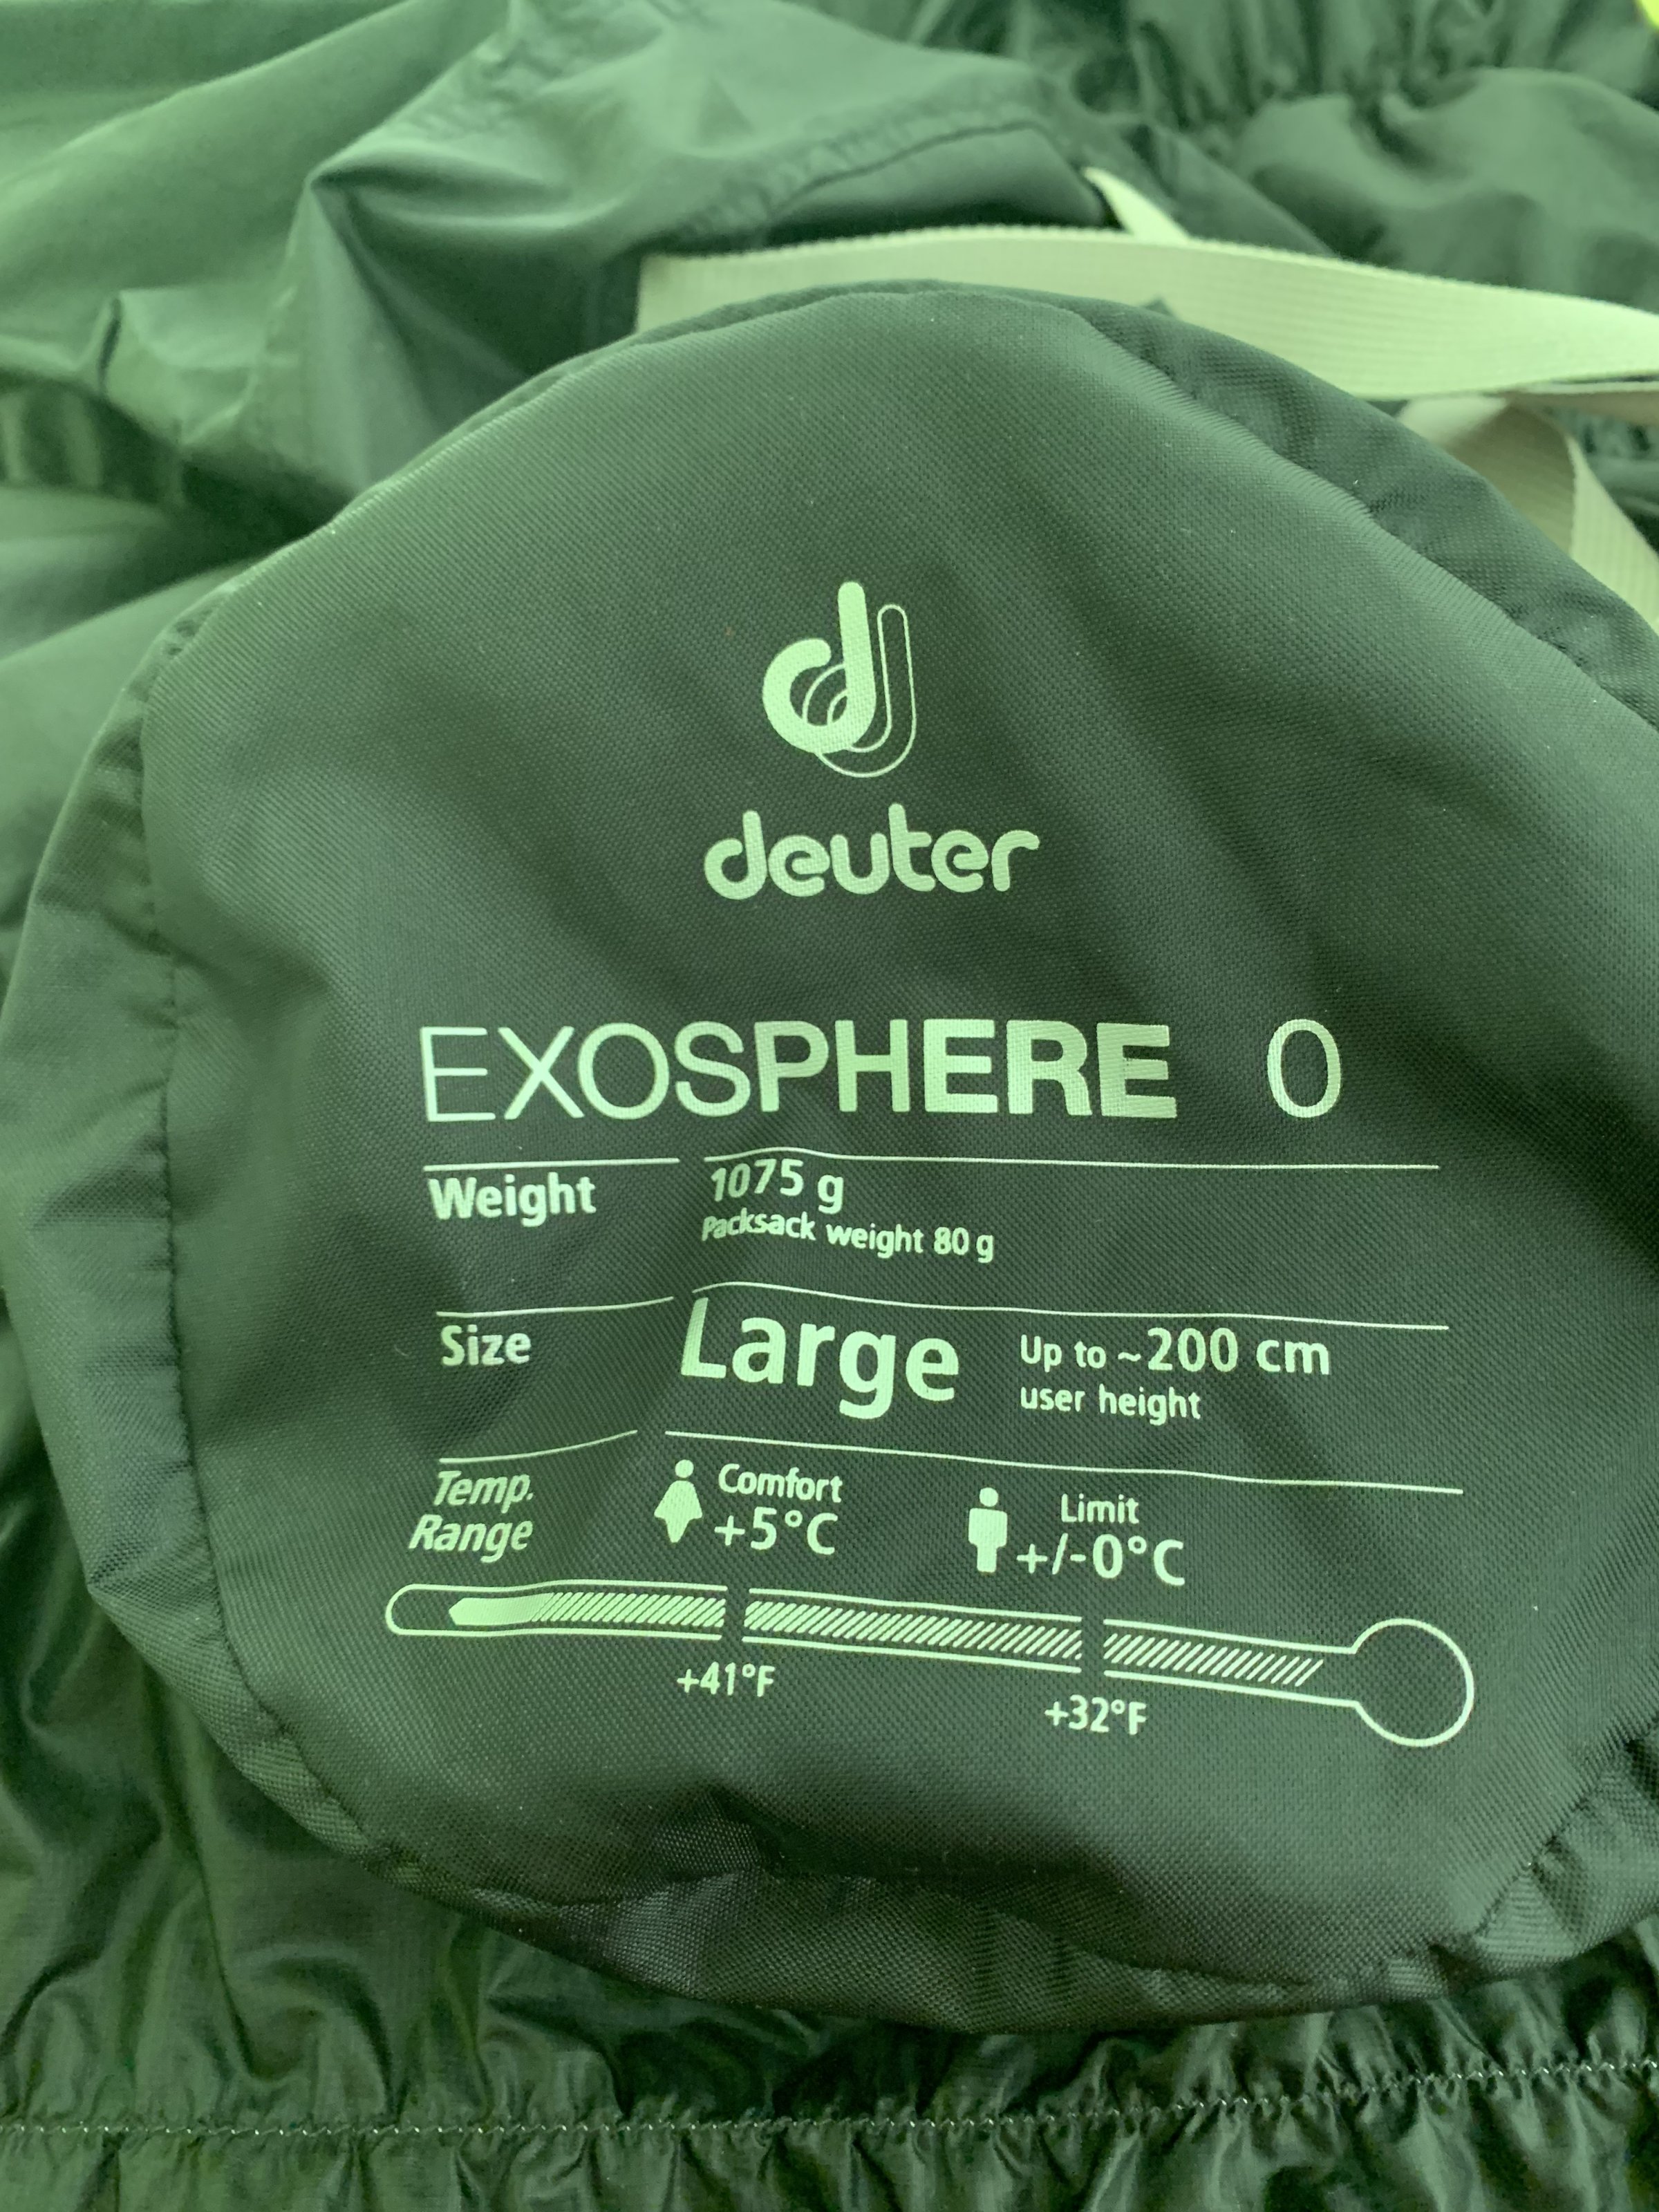 deuter
EXOSPHERE 0
Weight 1075 g
Packsack weight 80 g
Size Large Up to ~200 cm
user height
Temp. Range Comfort +5°C Limit +/-0°C
+41°F +32°F